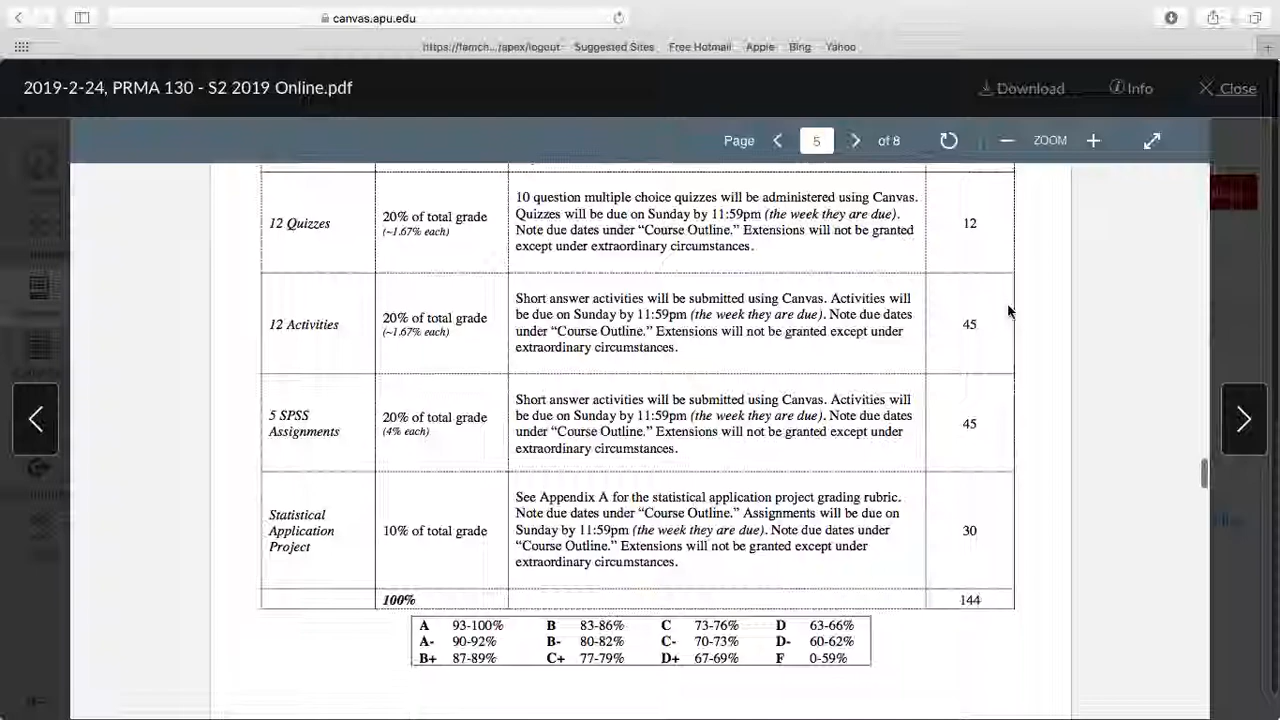 canvas.apu.edu
https://famch.../apex/logout Suggested Sites Free Hotmail Apple Bing Yahoo
2019-2-24, PRMA 130 - S2 2019 Online.pdf
Download Info Close
Page 5 of 8 ZOOM
12 Quizzes
20% of total grade
(~1.67% each)
10 question multiple choice quizzes will be administered using Canvas.
Quizzes will be due on Sunday by 11:59pm (the week they are due).
Note due dates under “Course Outline.” Extensions will not be granted
except under extraordinary circumstances.
12
12 Activities
20% of total grade
(~1.67% each)
Short answer activities will be submitted using Canvas. Activities will
be due on Sunday by 11:59pm (the week they are due). Note due dates
under “Course Outline.” Extensions will not be granted except under
extraordinary circumstances.
45
5 SPSS
Assignments
20% of total grade
(4% each)
Short answer activities will be submitted using Canvas. Activities will
be due on Sunday by 11:59pm (the week they are due). Note due dates
under “Course Outline.” Extensions will not be granted except under
extraordinary circumstances.
45
Statistical
Application
Project
10% of total grade
See Appendix A for the statistical application project grading rubric.
Note due dates under “Course Outline.” Assignments will be due on
Sunday by 11:59pm (the week they are due). Note due dates under
“Course Outline.” Extensions will not be granted except under
extraordinary circumstances.
30
100%
144
A 93-100% B 83-86% C 73-76% D 63-66%
A- 90-92% B- 80-82% C- 70-73% D- 60-62%
B+ 87-89% C+ 77-79% D+ 67-69% F 0-59%